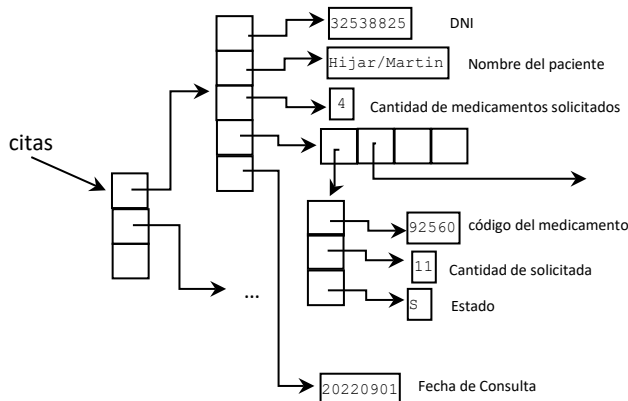 32538825 DNI
Hijar/Martin Nombre del paciente
4 Cantidad de medicamentos solicitados
citas
92560 código del medicamento
11 Cantidad de solicitada
...
S Estado
20220901 Fecha de Consulta